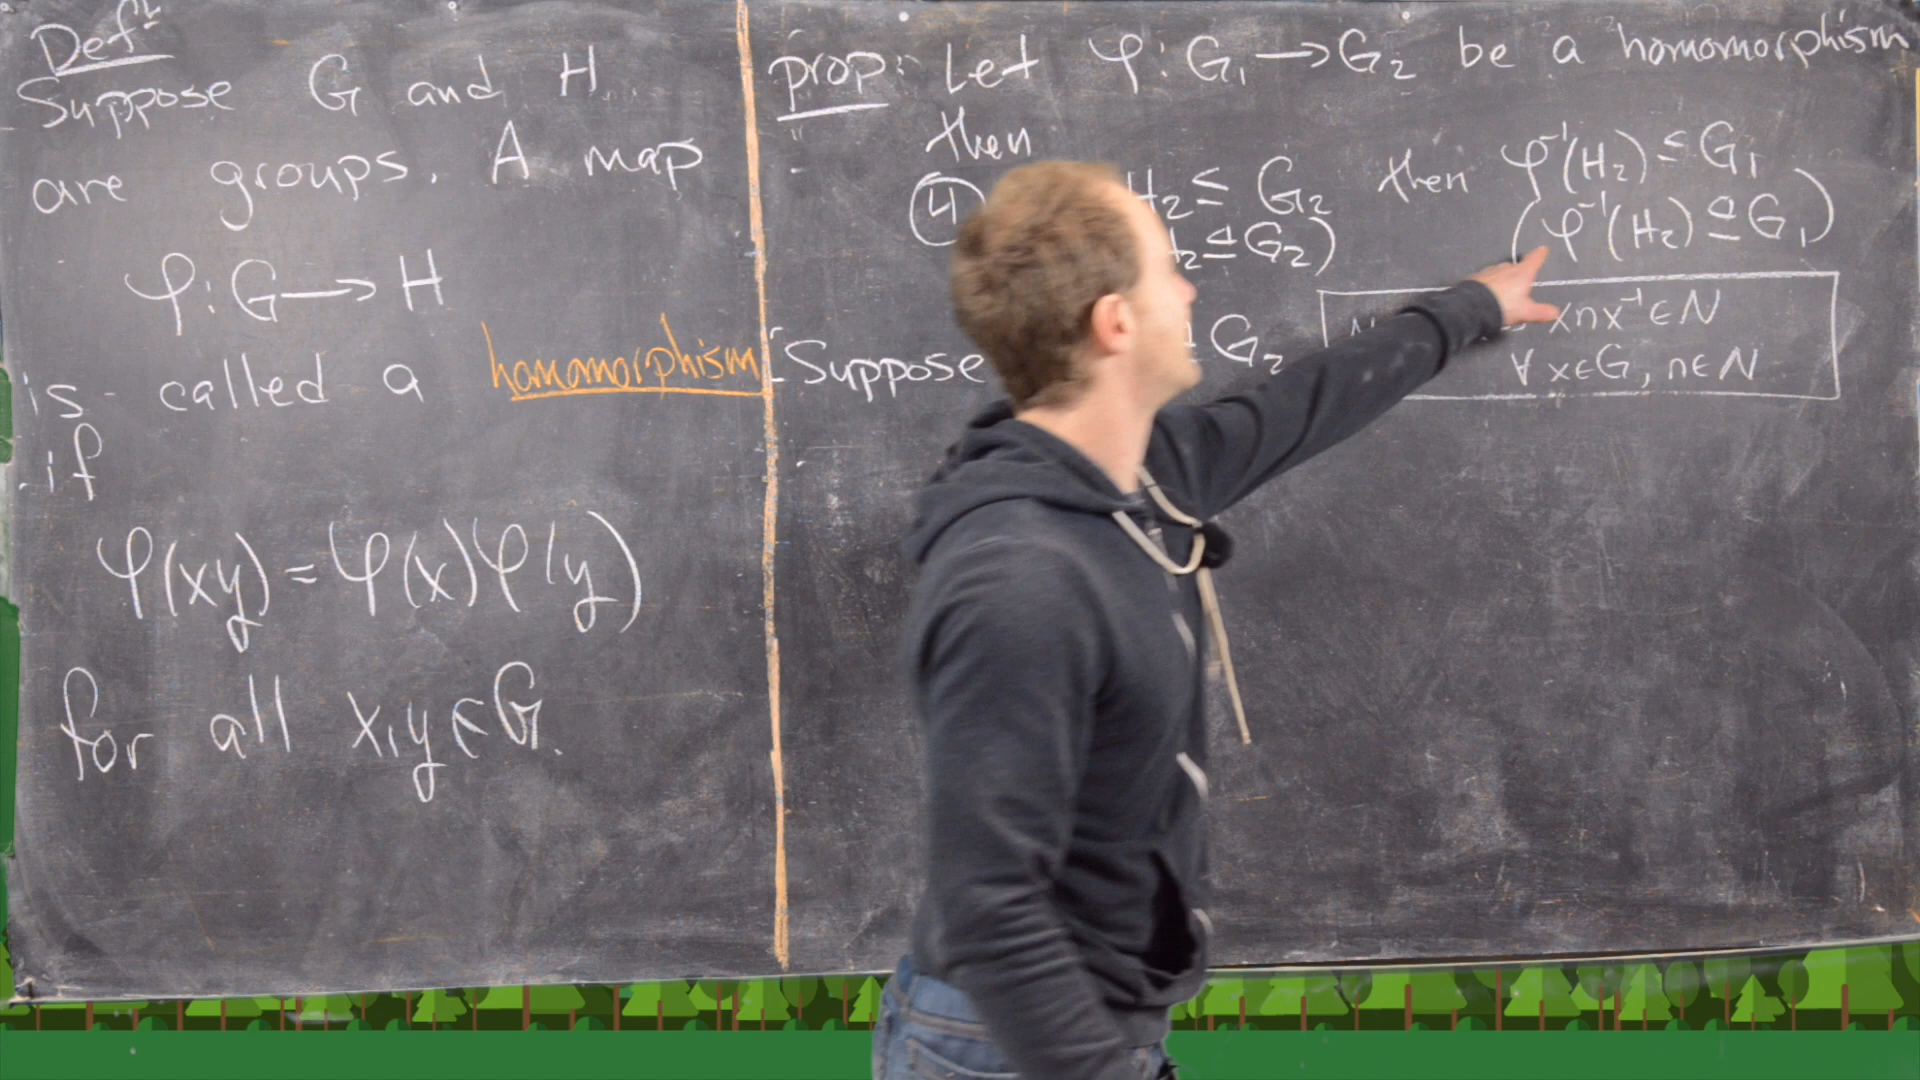 Defn
Suppose G and H
are groups. A map
φ: G → H
is called a homomorphism
if
φ(xy) = φ(x)φ(y)
for all x,y ∈ G.
prop: Let φ: G₁ → G₂ be a homomorphism
then
④ H₂ ≤ G₂ then φ⁻¹(H₂) ≤ G₁
H₂ ⊴ G₂) (φ⁻¹(H₂) ⊴ G₁)
Suppose ⊴ G₂
N xnx⁻¹ ∈ N
∀ x∈G, n∈N